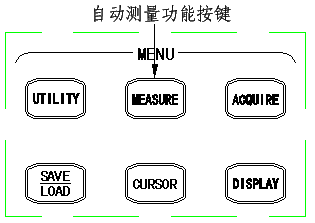 自动测量功能按键
MENU
UTILITY MEASURE ACQUIRE
SAVE
LOAD
CURSOR DISPLAY